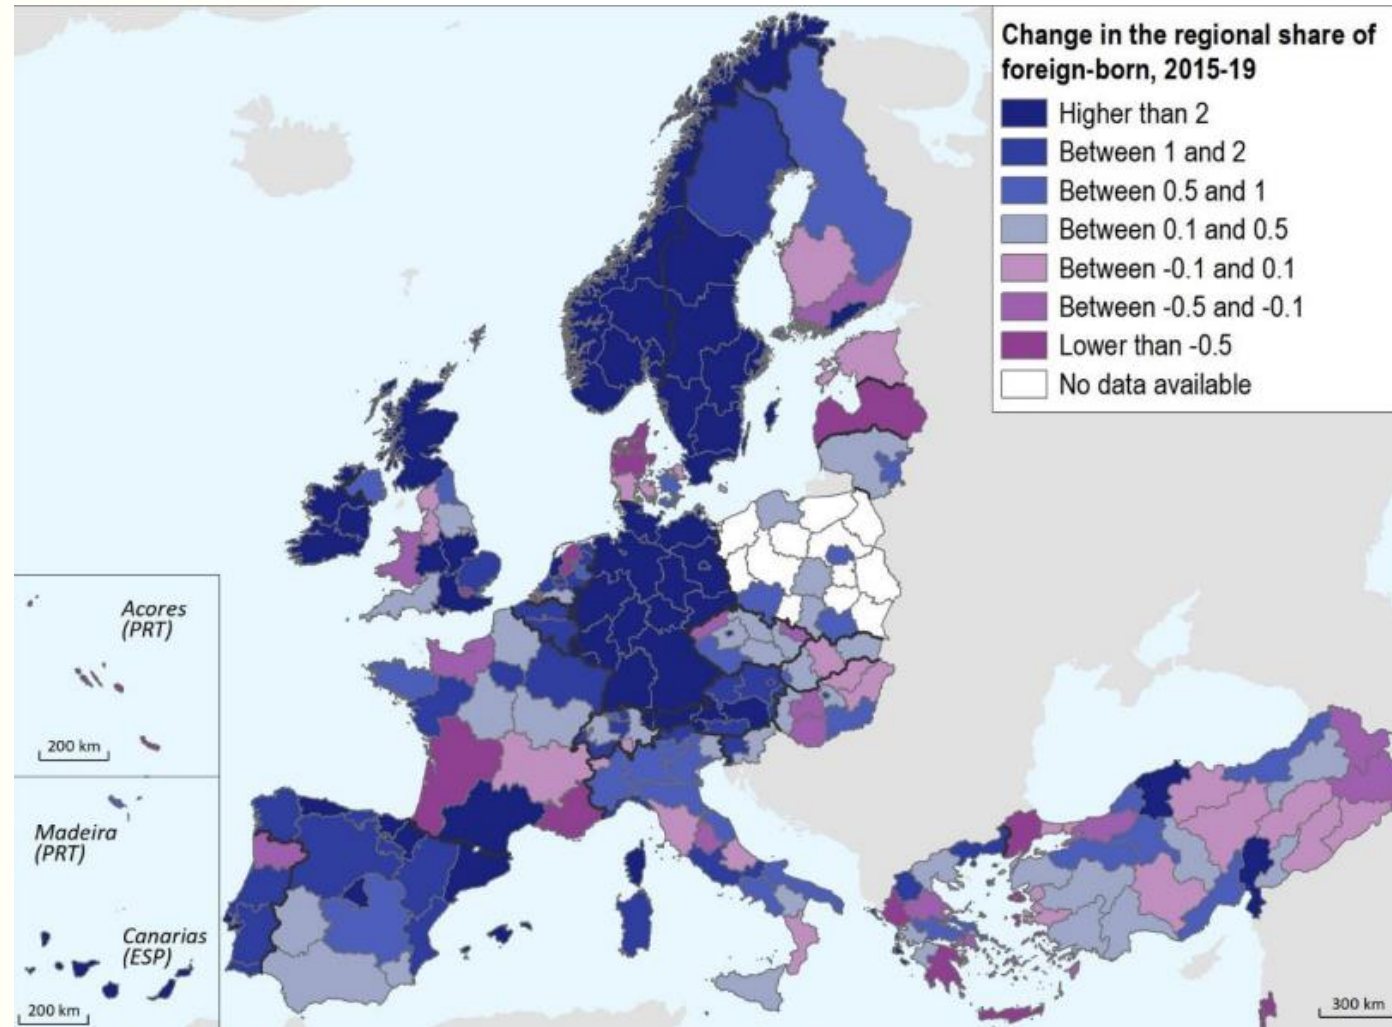 Change in the regional share of
foreign-born, 2015-19
Higher than 2
Between 1 and 2
Between 0.5 and 1
Between 0.1 and 0.5
Between -0.1 and 0.1
Between -0.5 and -0.1
Lower than -0.5
No data available
Acores
(PRT)
200 km
Madeira
(PRT)
Canarias
(ESP)
200 km
300 km